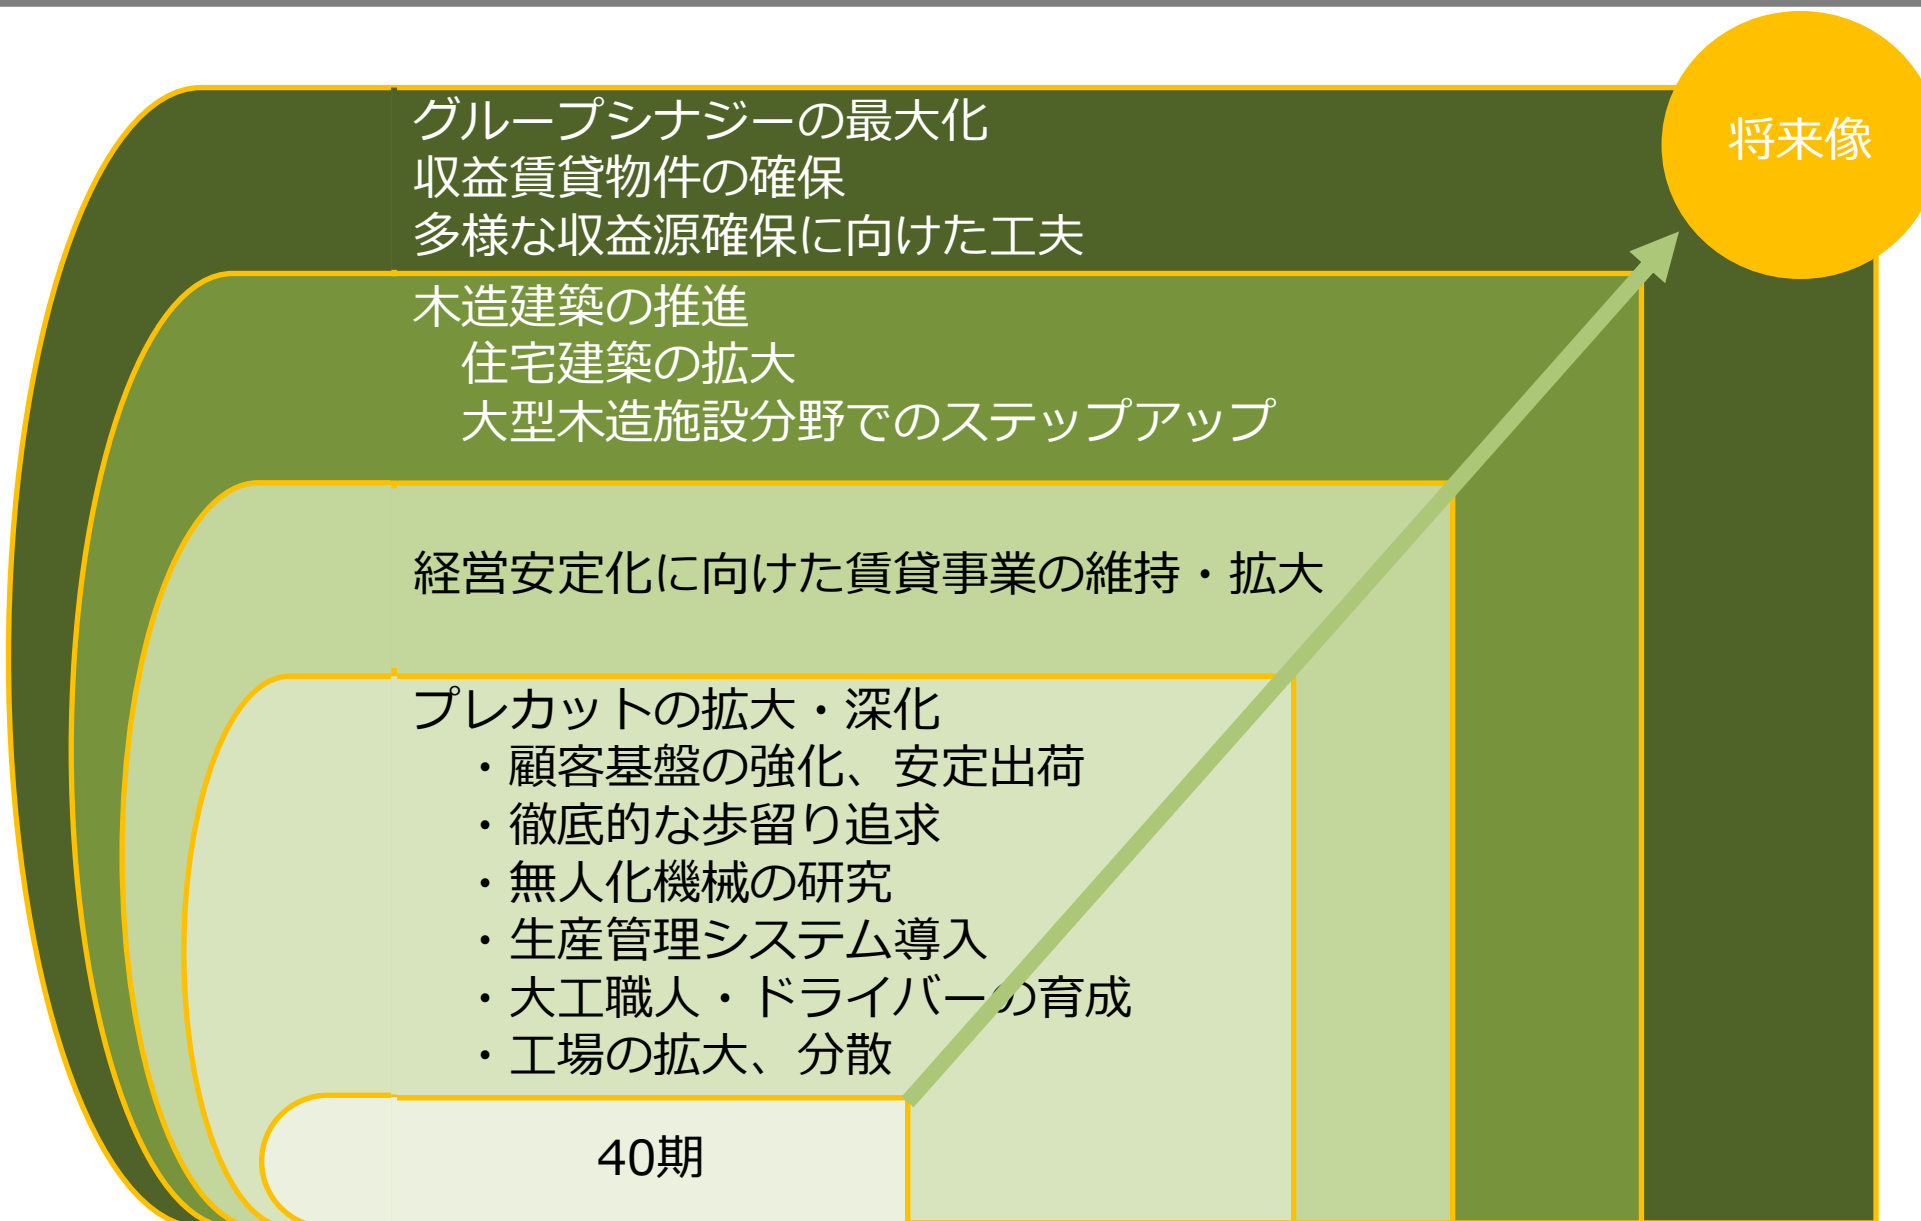 将来像
グループシナジーの最大化
収益賃貸物件の確保
多様な収益源確保に向けた工夫
木造建築の推進
住宅建築の拡大
大型木造施設分野でのステップアップ
経営安定化に向けた賃貸事業の維持・拡大
プレカットの拡大・深化
・顧客基盤の強化、安定出荷
・徹底的な歩留り追求
・無人化機械の研究
・生産管理システム導入
・大工職人・ドライバーの育成
・工場の拡大、分散
40期